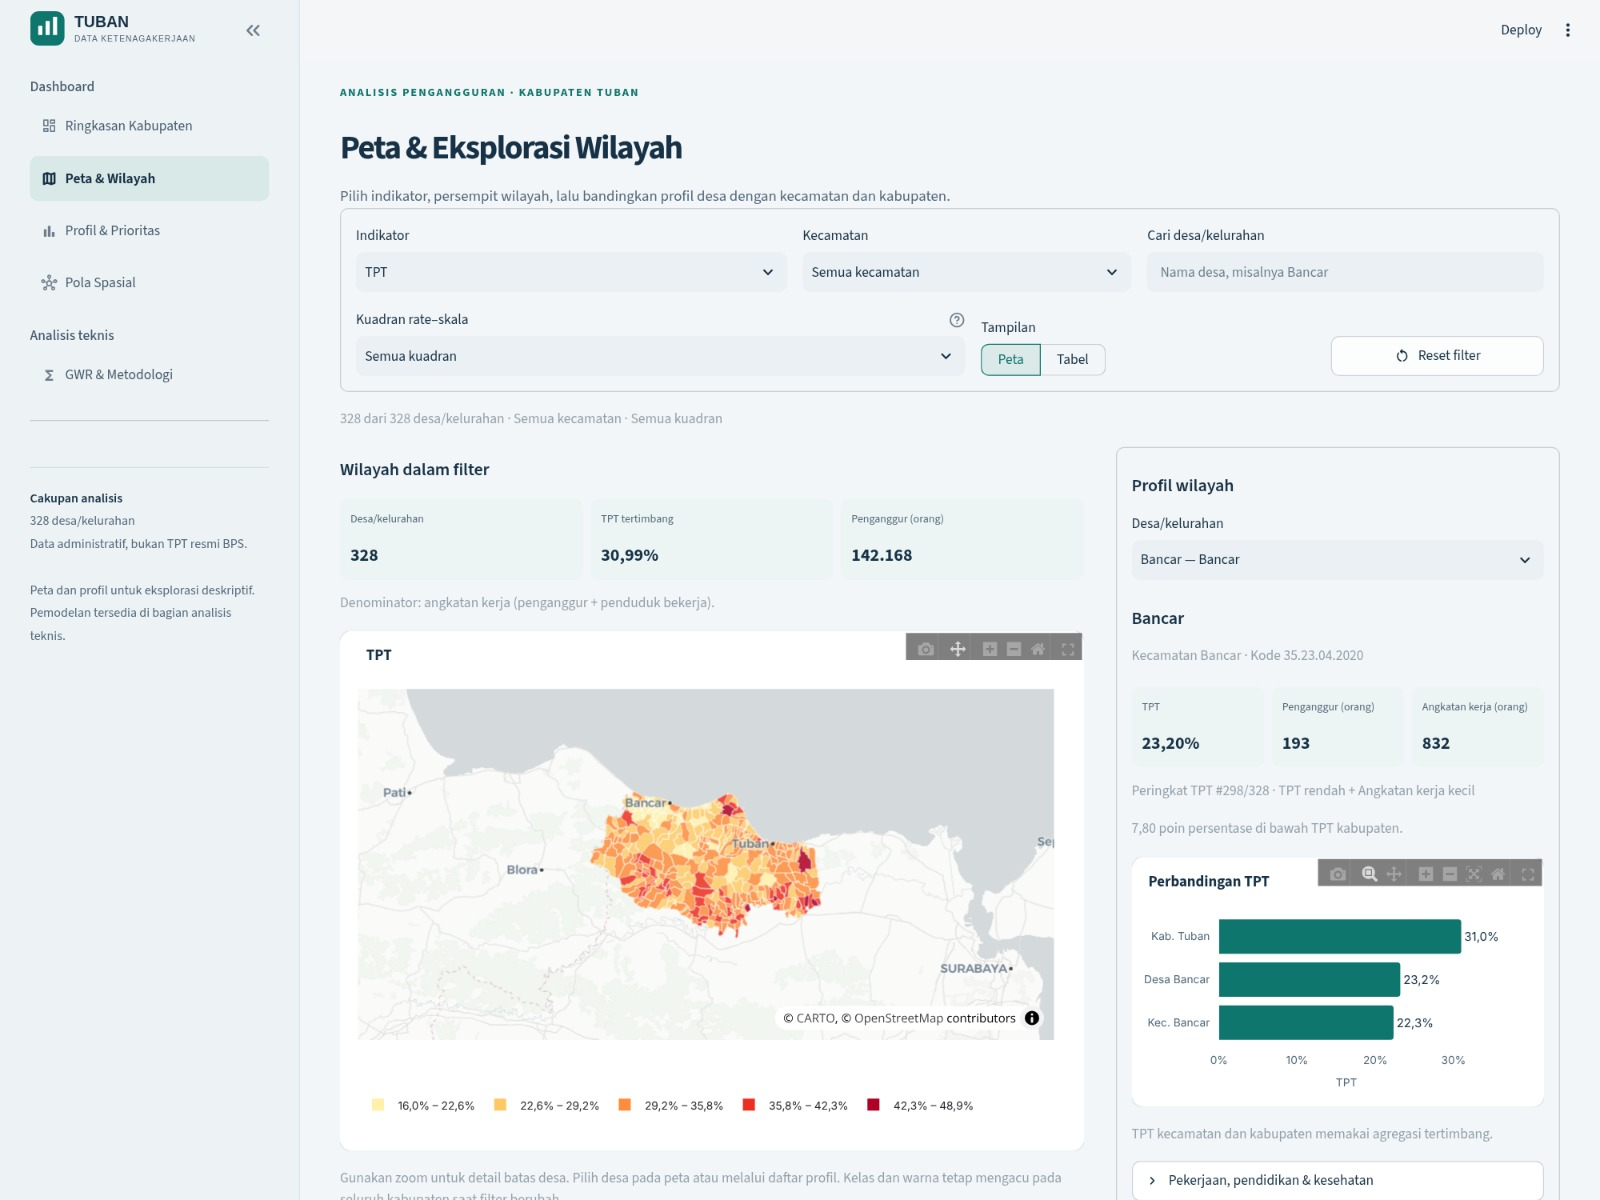 TUBAN
DATA KETENAGAKERJAAN
Dashboard
Ringkasan Kabupaten
Peta & Wilayah
Profil & Prioritas
Pola Spasial
Analisis teknis
GWR & Metodologi
Cakupan analisis
328 desa/kelurahan
Data administratif, bukan TPT resmi BPS.
Peta dan profil untuk eksplorasi deskriptif.
Pemodelan tersedia di bagian analisis
teknis.
Deploy
ANALISIS PENGANGGURAN · KABUPATEN TUBAN
Peta & Eksplorasi Wilayah
Pilih indikator, persempit wilayah, lalu bandingkan profil desa dengan kecamatan dan kabupaten.
Indikator
Kecamatan
Cari desa/kelurahan
TPT
Semua kecamatan
Nama desa, misalnya Bancar
Kuadran rate–skala
Tampilan
Semua kuadran
Peta
Tabel
Reset filter
328 dari 328 desa/kelurahan · Semua kecamatan · Semua kuadran
Wilayah dalam filter
Desa/kelurahan
328
TPT tertimbang
30,99%
Penganggur (orang)
142.168
Denominator: angkatan kerja (penganggur + penduduk bekerja).
TPT
Pati
Bancar
Tuban
Blora
SURABAYA
© CARTO, © OpenStreetMap contributors
16,0% – 22,6%
22,6% – 29,2%
29,2% – 35,8%
35,8% – 42,3%
42,3% – 48,9%
Gunakan zoom untuk detail batas desa. Pilih desa pada peta atau melalui daftar profil. Kelas dan warna tetap mengacu pada
seluruh kabupaten saat filter berubah.
Profil wilayah
Desa/kelurahan
Bancar — Bancar
Bancar
Kecamatan Bancar · Kode 35.23.04.2020
TPT
23,20%
Penganggur (orang)
193
Angkatan kerja (orang)
832
Peringkat TPT #298/328 · TPT rendah + Angkatan kerja kecil
7,80 poin persentase di bawah TPT kabupaten.
Perbandingan TPT
Kab. Tuban
31,0%
Desa Bancar
23,2%
Kec. Bancar
22,3%
0%
10%
20%
30%
TPT
TPT kecamatan dan kabupaten memakai agregasi tertimbang.
Pekerjaan, pendidikan & kesehatan